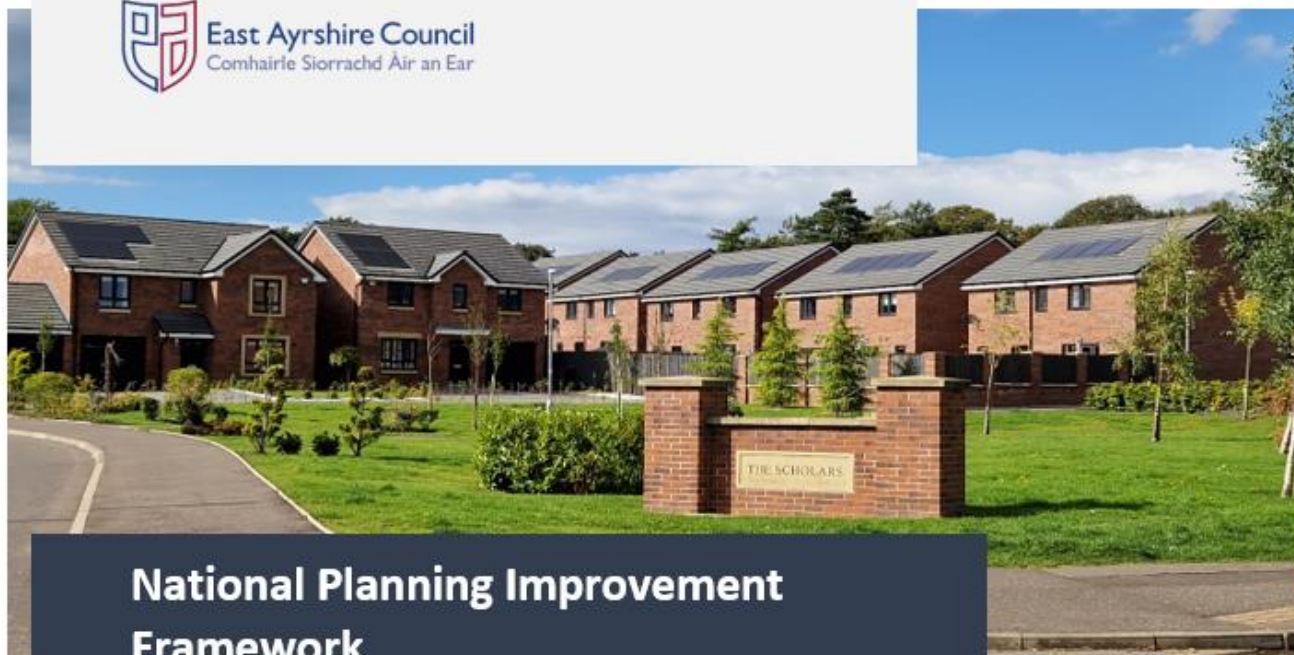 East Ayrshire Council
Comhairle Siorrachd Àir an Ear
THE SCHOLARS
National Planning Improvement
Framework